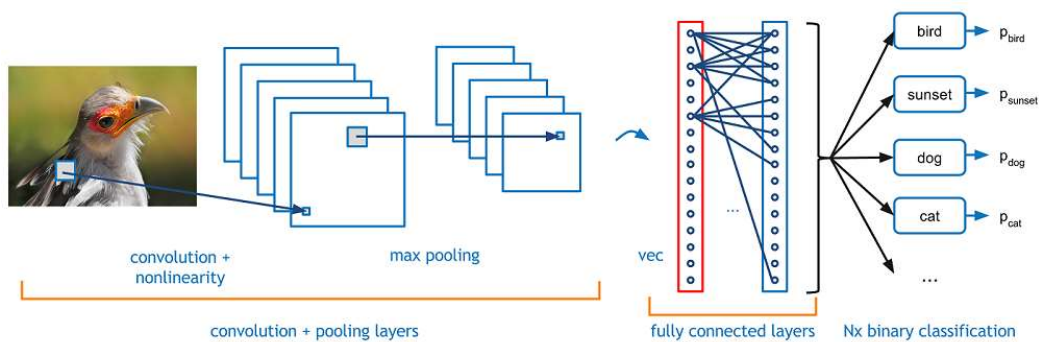 bird
p_bird
sunset
p_sunset
dog
p_dog
cat
p_cat
...
...
convolution +
nonlinearity
max pooling
vec
convolution + pooling layers
fully connected layers
Nx binary classification